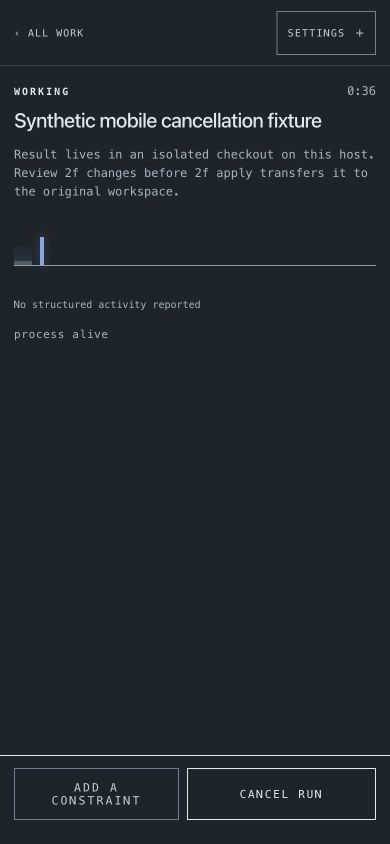 ‹ ALL WORK
SETTINGS +
WORKING
0:36
Synthetic mobile cancellation fixture
Result lives in an isolated checkout on this host.
Review 2f changes before 2f apply transfers it to
the original workspace.
No structured activity reported
process alive
ADD A
CONSTRAINT
CANCEL RUN